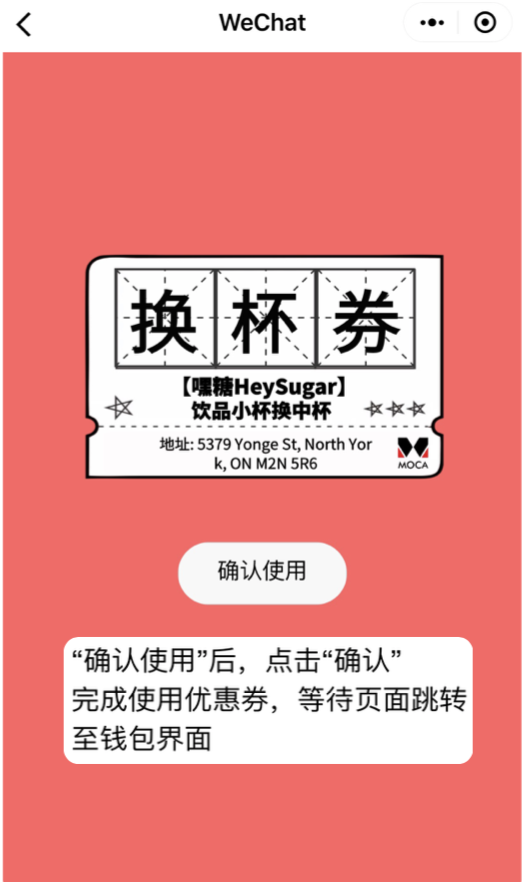 WeChat
换杯券
【嘿糖HeySugar】
饮品小杯换中杯
地址: 5379 Yonge St, North Yor
k, ON M2N 5R6
MOCA
确认使用
“确认使用”后，点击“确认”
完成使用优惠券，等待页面跳转
至钱包界面